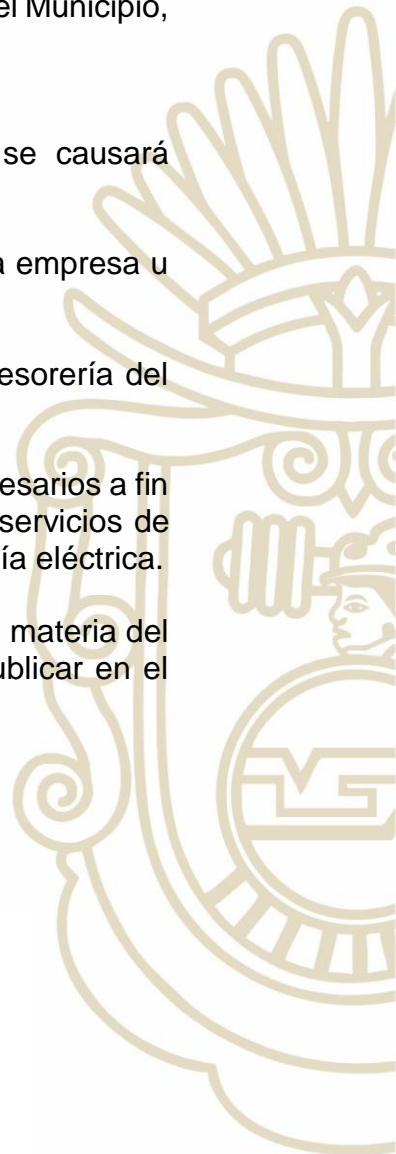 el Municipio,
se causará
a empresa u
esorería del
esarios a fin
servicios de
ía eléctrica.
materia del
ublicar en el